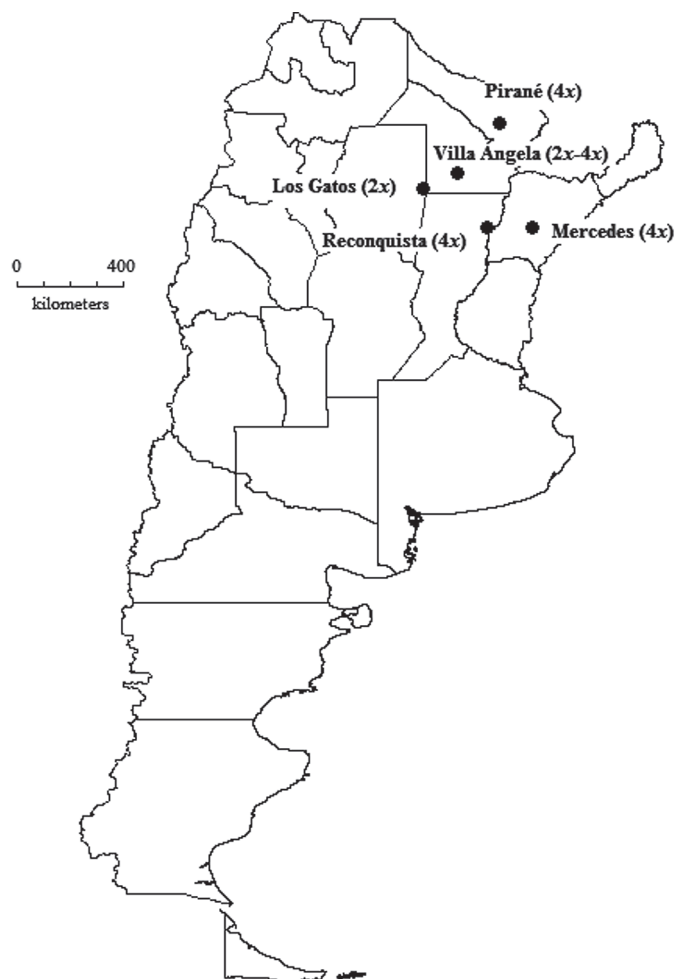 Pirané (4x)
Villa Ángela (2x-4x)
Los Gatos (2x)
Reconquista (4x)
Mercedes (4x)
0 400
kilometers